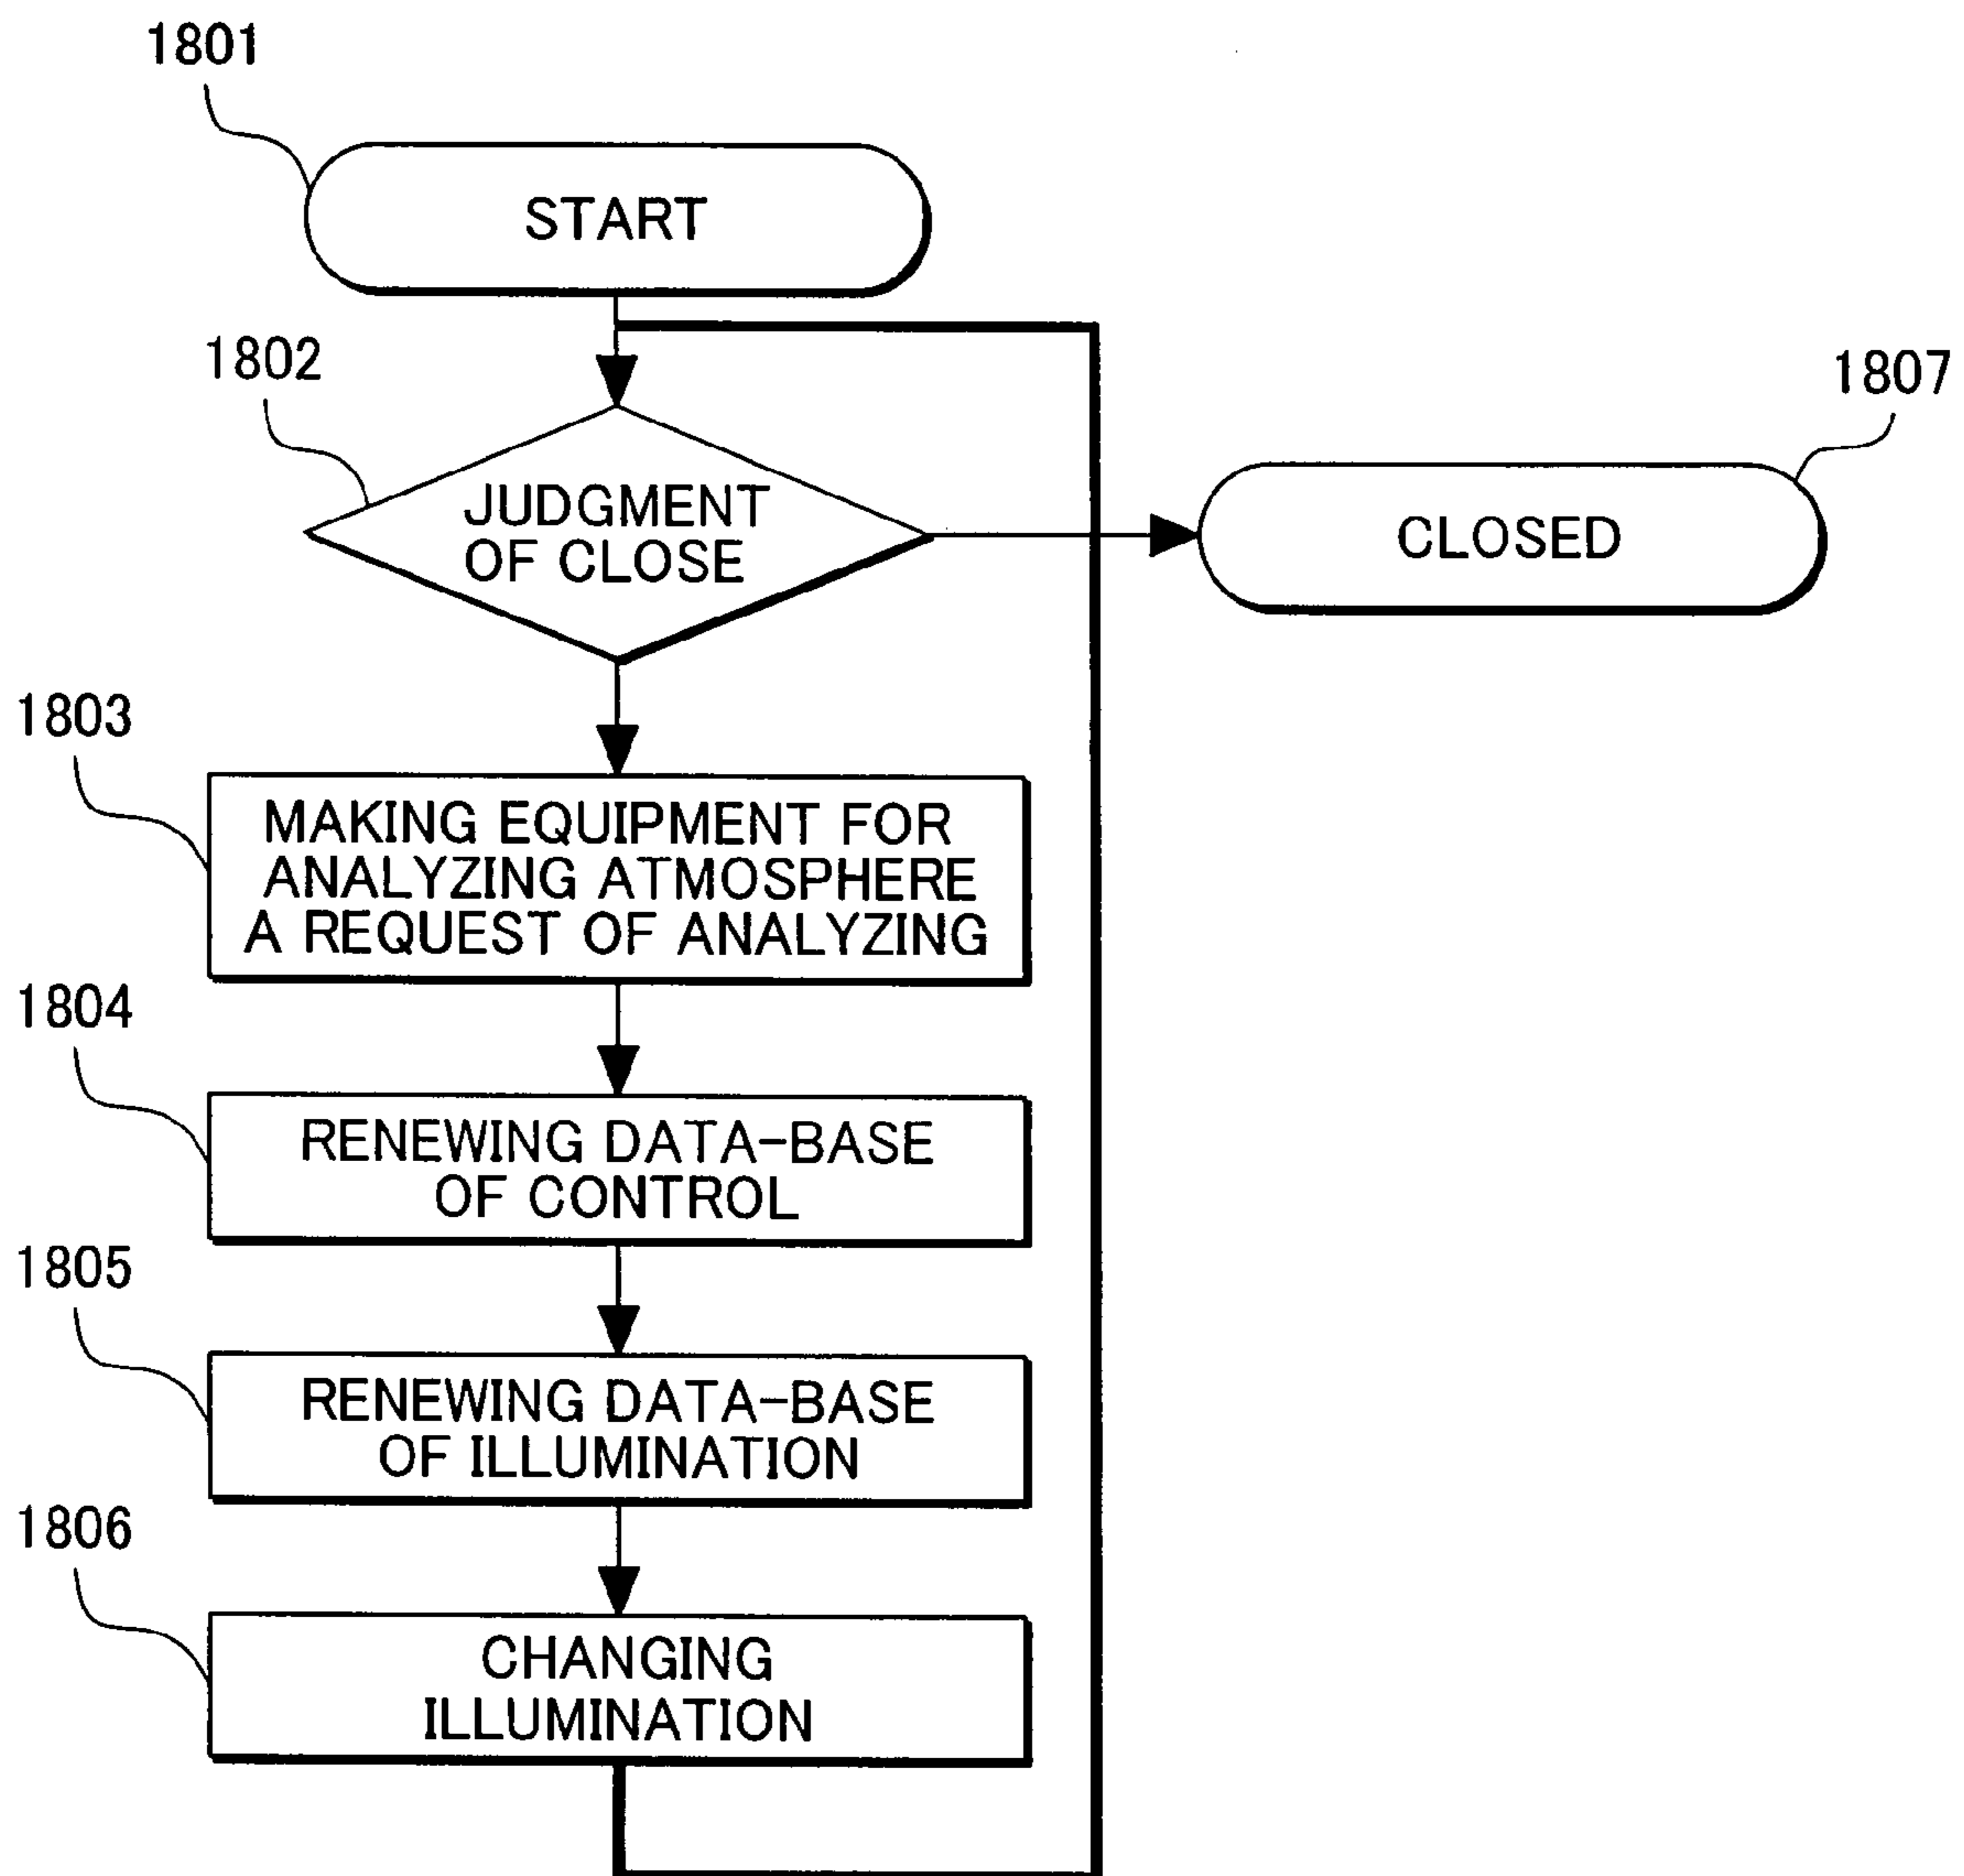 1801
START
1802
1807
JUDGMENT
OF CLOSE
CLOSED
1803
MAKING EQUIPMENT FOR
ANALYZING ATMOSPHERE
A REQUEST OF ANALYZING
1804
RENEWING DATA-BASE
OF CONTROL
1805
RENEWING DATA-BASE
OF ILLUMINATION
1806
CHANGING
ILLUMINATION